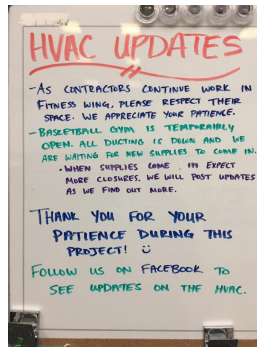 HVAC UPDATES
- AS CONTRACTORS CONTINUE WORK IN
FITNESS WING, PLEASE RESPECT THEIR
SPACE. WE APPRECIATE YOUR PATIENCE.
- BASKETBALL GYM IS TEMPORAIRLY
OPEN. ALL DUCTING IS DOWN AND WE
ARE WAITING FOR NEW SUPPLIES TO COME IN.
• WHEN SUPPLIES COME IN EXPECT
MORE CLOSURES. WE WILL POST UPDATES
AS WE FIND OUT MORE.
THANK YOU FOR YOUR
PATIENCE DURING THIS
PROJECT! ☺
FOLLOW US ON FACEBOOK TO
SEE UPDATES ON THE HVAC.